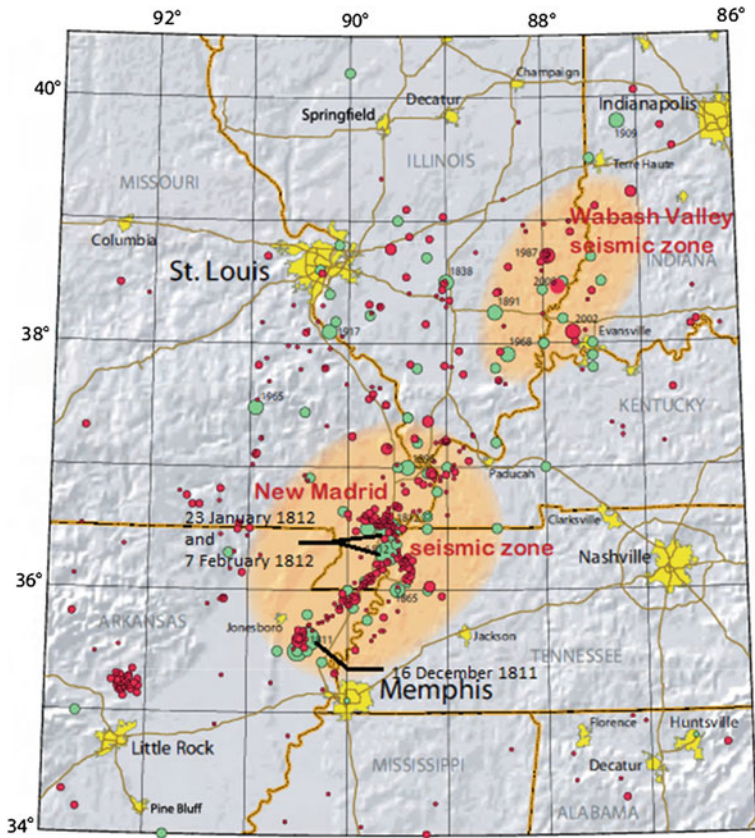 92° 90° 88° 86°
40°
Champaign
Decatur
Indianapolis
Springfield
1909
ILLINOIS
Terre Haute
MISSOURI
Wabash Valley
seismic zone
Columbia
1987
INDIANA
St. Louis
1838
1891
2002
1917
Evansville
38°
1968
1965
KENTUCKY
Paducah
New Madrid
23 January 1812
and
7 February 1812
Clarksville
seismic zone
Nashville
36°
1865
ARKANSAS
Jonesboro
Jackson
TENNESSEE
16 December 1811
Memphis
Little Rock
Florence
Huntsville
MISSISSIPPI
Decatur
Pine Bluff
ALABAMA
34°